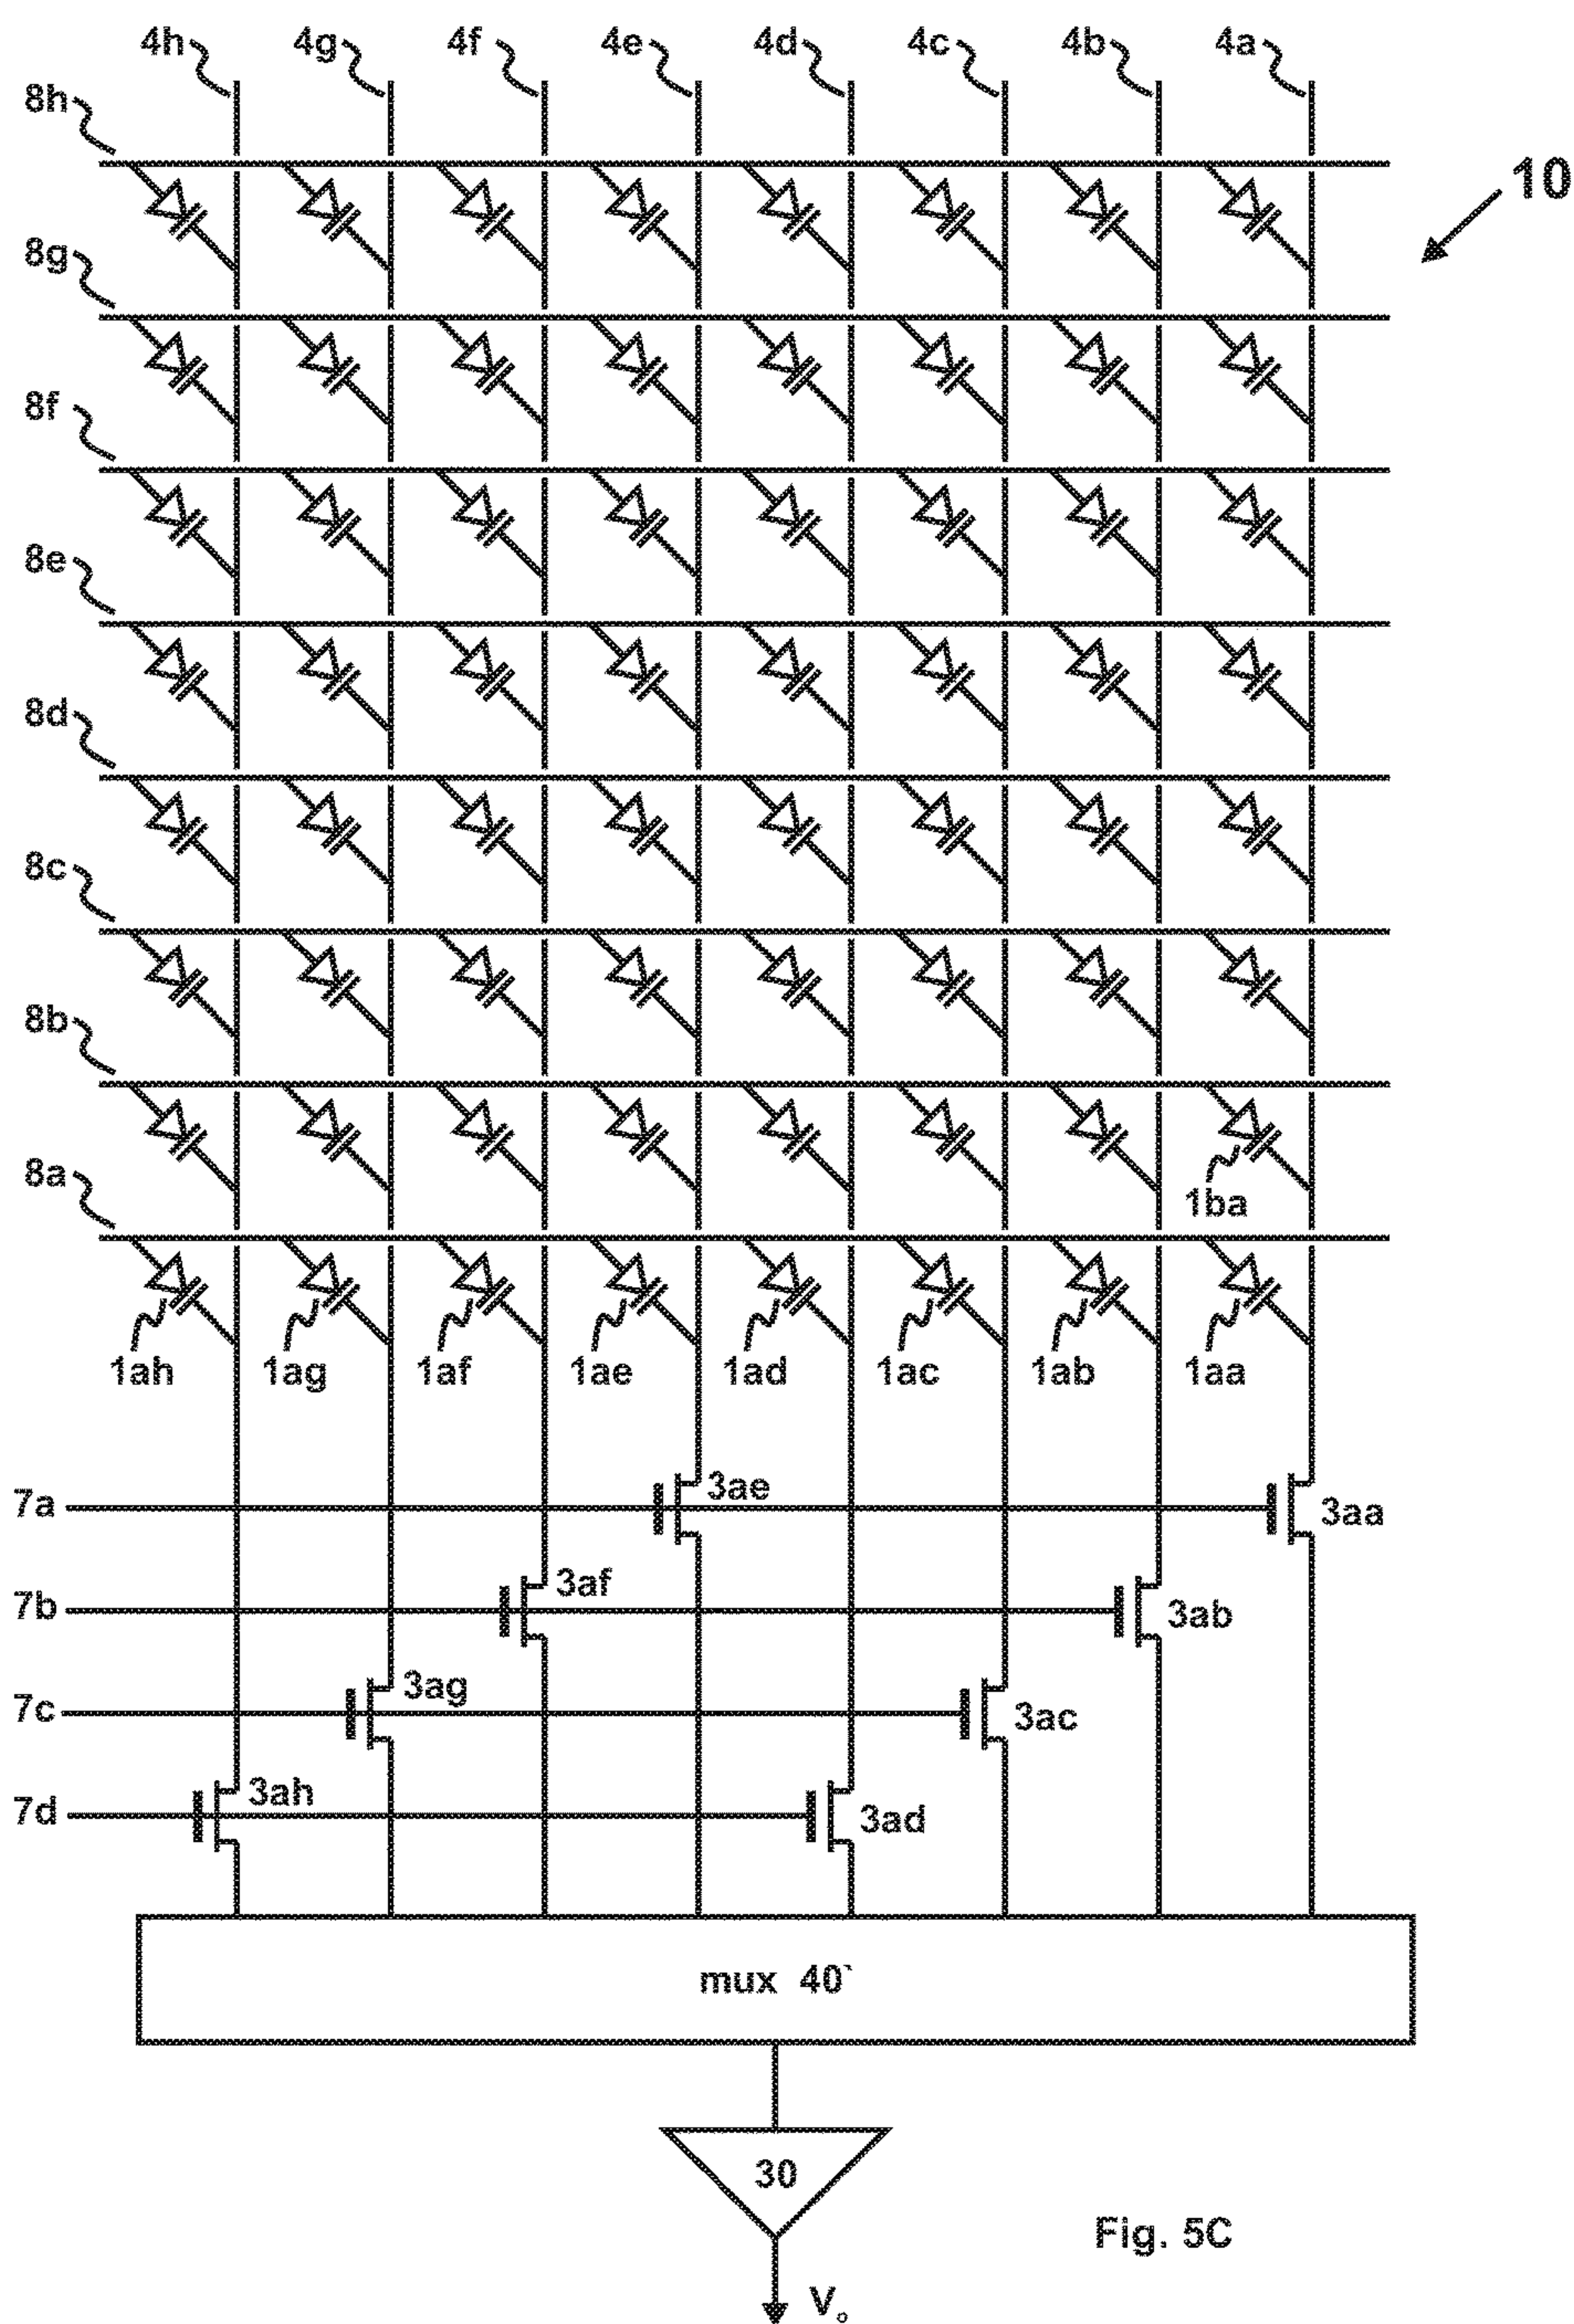 4h 4g 4f 4e 4d 4c 4b 4a
8h
10
8g
8f
8e
8d
8c
8b
8a
1ba
1ah 1ag 1af 1ae 1ad 1ac 1ab 1aa
7a 3ae 3aa
7b 3af 3ab
7c 3ag 3ac
7d 3ah 3ad
mux 40`
30
Fig. 5C
Vo